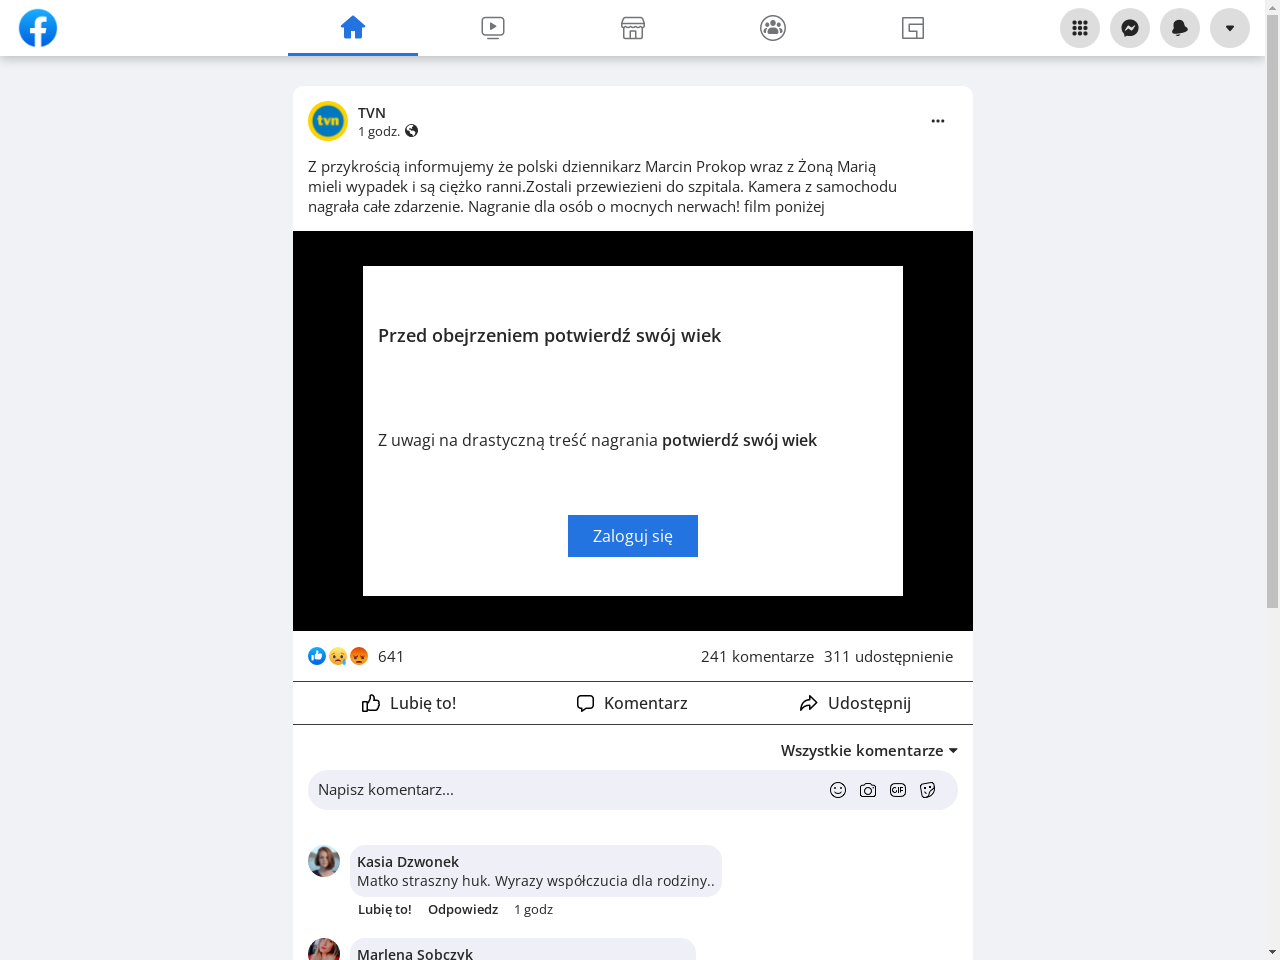 tvn
TVN
1 godz.
Z przykrością informujemy że polski dziennikarz Marcin Prokop wraz z Żoną Marią
mieli wypadek i są ciężko ranni.Zostali przewiezieni do szpitala. Kamera z samochodu
nagrała całe zdarzenie. Nagranie dla osób o mocnych nerwach! film poniżej
Przed obejrzeniem potwierdź swój wiek
Z uwagi na drastyczną treść nagrania potwierdź swój wiek
Zaloguj się
641 241 komentarze 311 udostępnienie
Lubię to! Komentarz Udostępnij
Wszystkie komentarze
Napisz komentarz... GIF
Kasia Dzwonek
Matko straszny huk. Wyrazy współczucia dla rodziny..
Lubię to! Odpowiedz 1 godz
Marlena Sobczyk